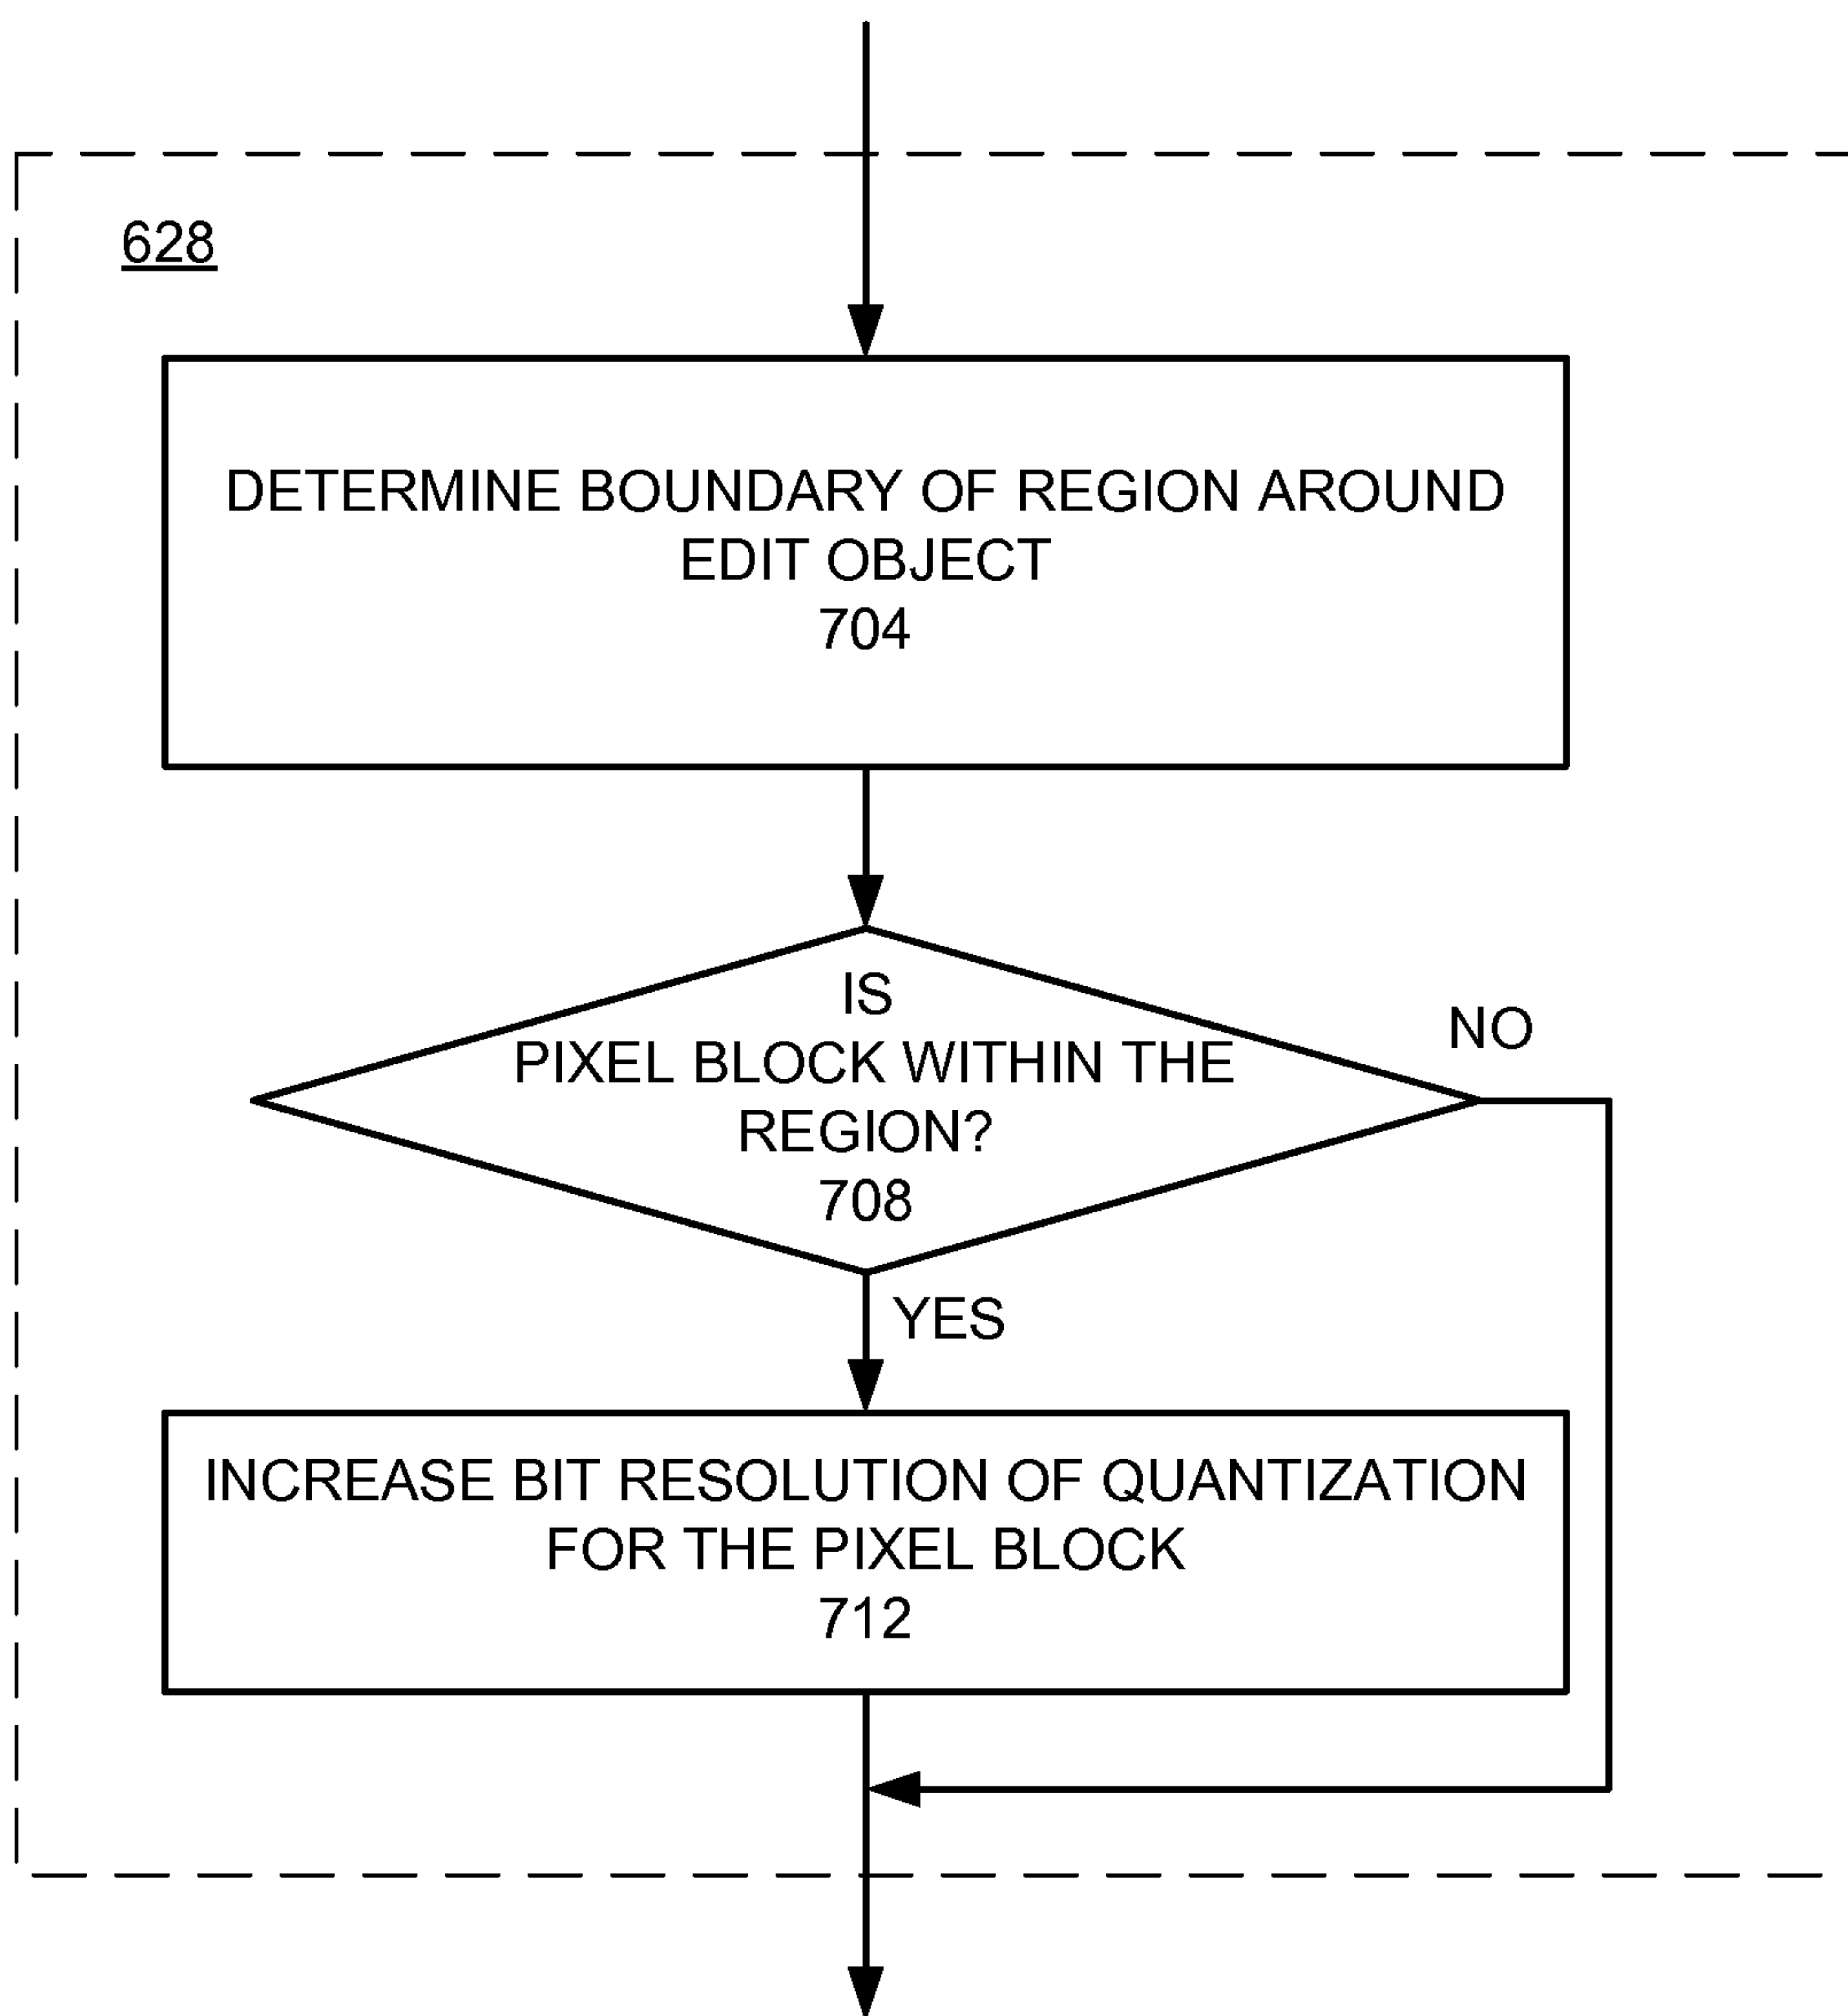 628
DETERMINE BOUNDARY OF REGION AROUND
EDIT OBJECT
704
IS
PIXEL BLOCK WITHIN THE
REGION?
708
NO
YES
INCREASE BIT RESOLUTION OF QUANTIZATION
FOR THE PIXEL BLOCK
712